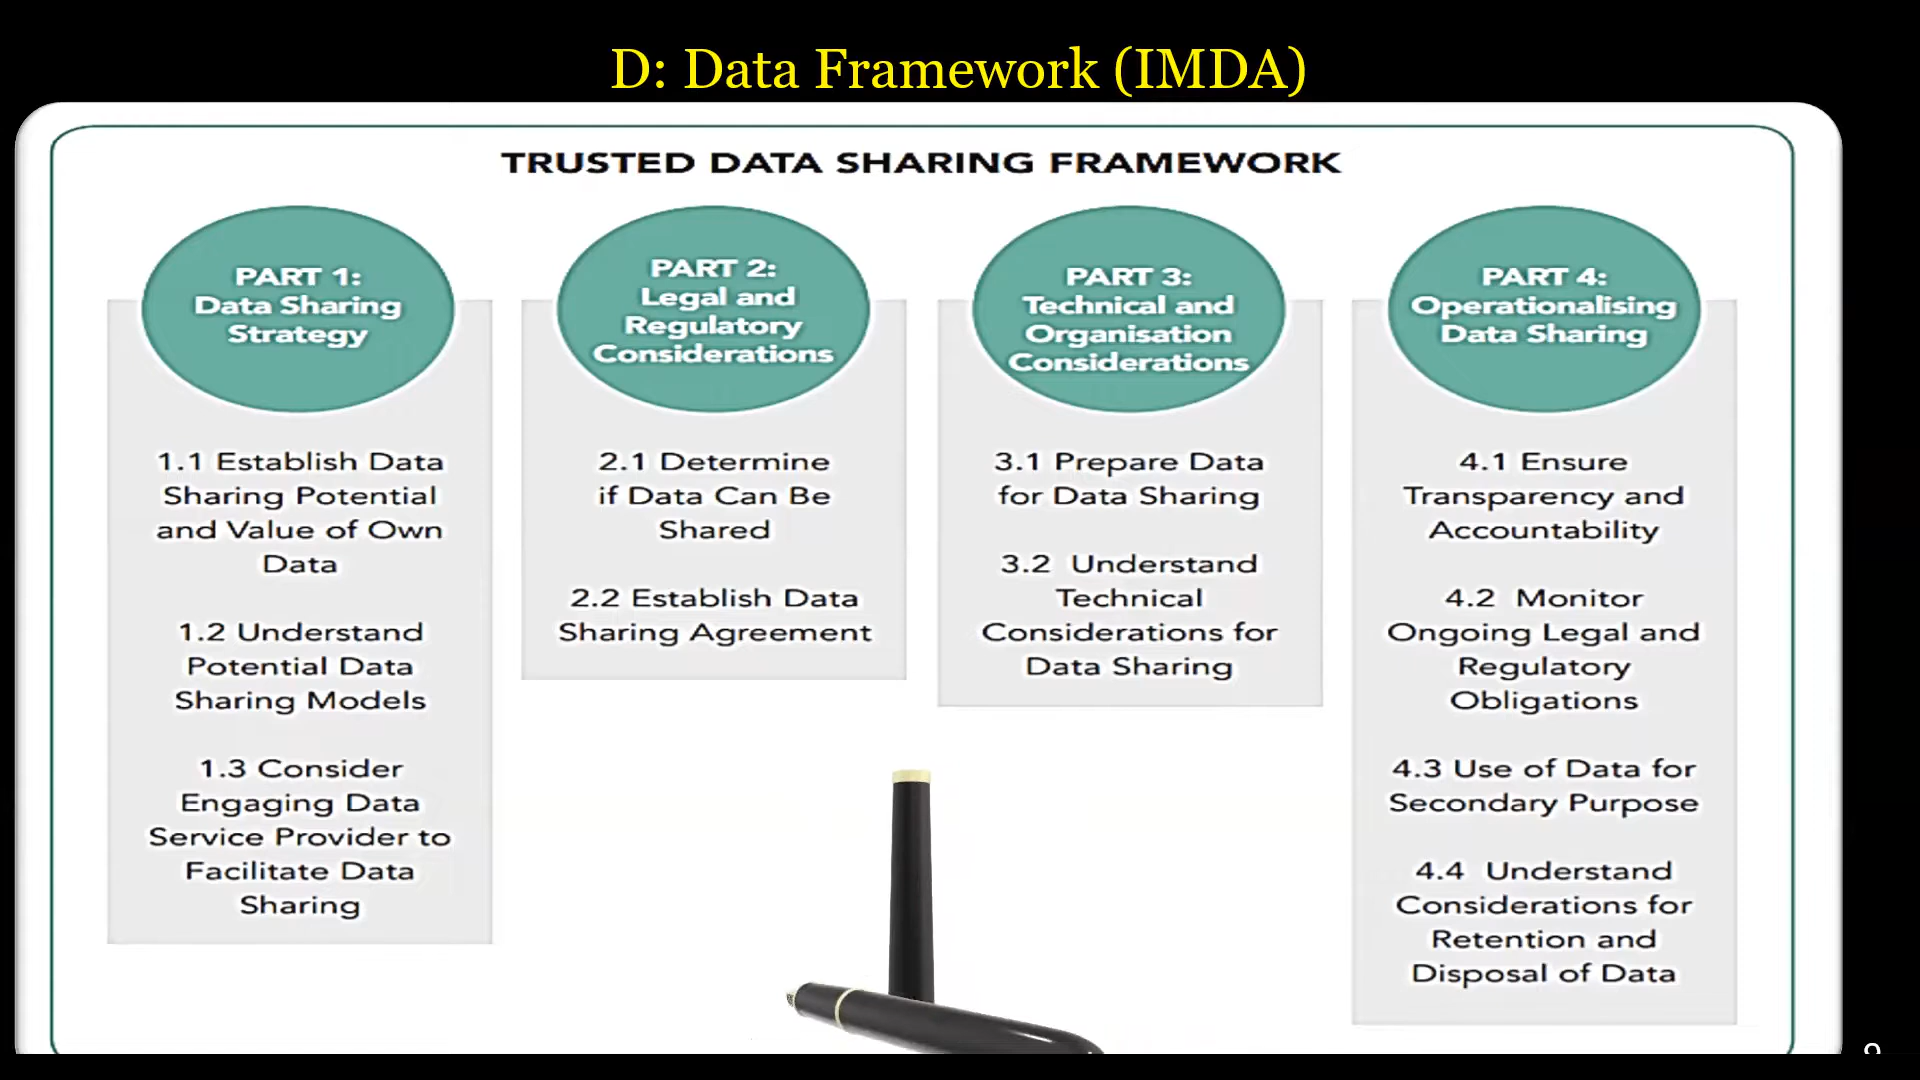 D: Data Framework (IMDA)
TRUSTED DATA SHARING FRAMEWORK
PART 1:
Data Sharing
Strategy
1.1 Establish Data
Sharing Potential
and Value of Own
Data
1.2 Understand
Potential Data
Sharing Models
1.3 Consider
Engaging Data
Service Provider to
Facilitate Data
Sharing
PART 2:
Legal and
Regulatory
Considerations
2.1 Determine
if Data Can Be
Shared
2.2 Establish Data
Sharing Agreement
PART 3:
Technical and
Organisation
Considerations
3.1 Prepare Data
for Data Sharing
3.2 Understand
Technical
Considerations for
Data Sharing
PART 4:
Operationalising
Data Sharing
4.1 Ensure
Transparency and
Accountability
4.2 Monitor
Ongoing Legal and
Regulatory
Obligations
4.3 Use of Data for
Secondary Purpose
4.4 Understand
Considerations for
Retention and
Disposal of Data